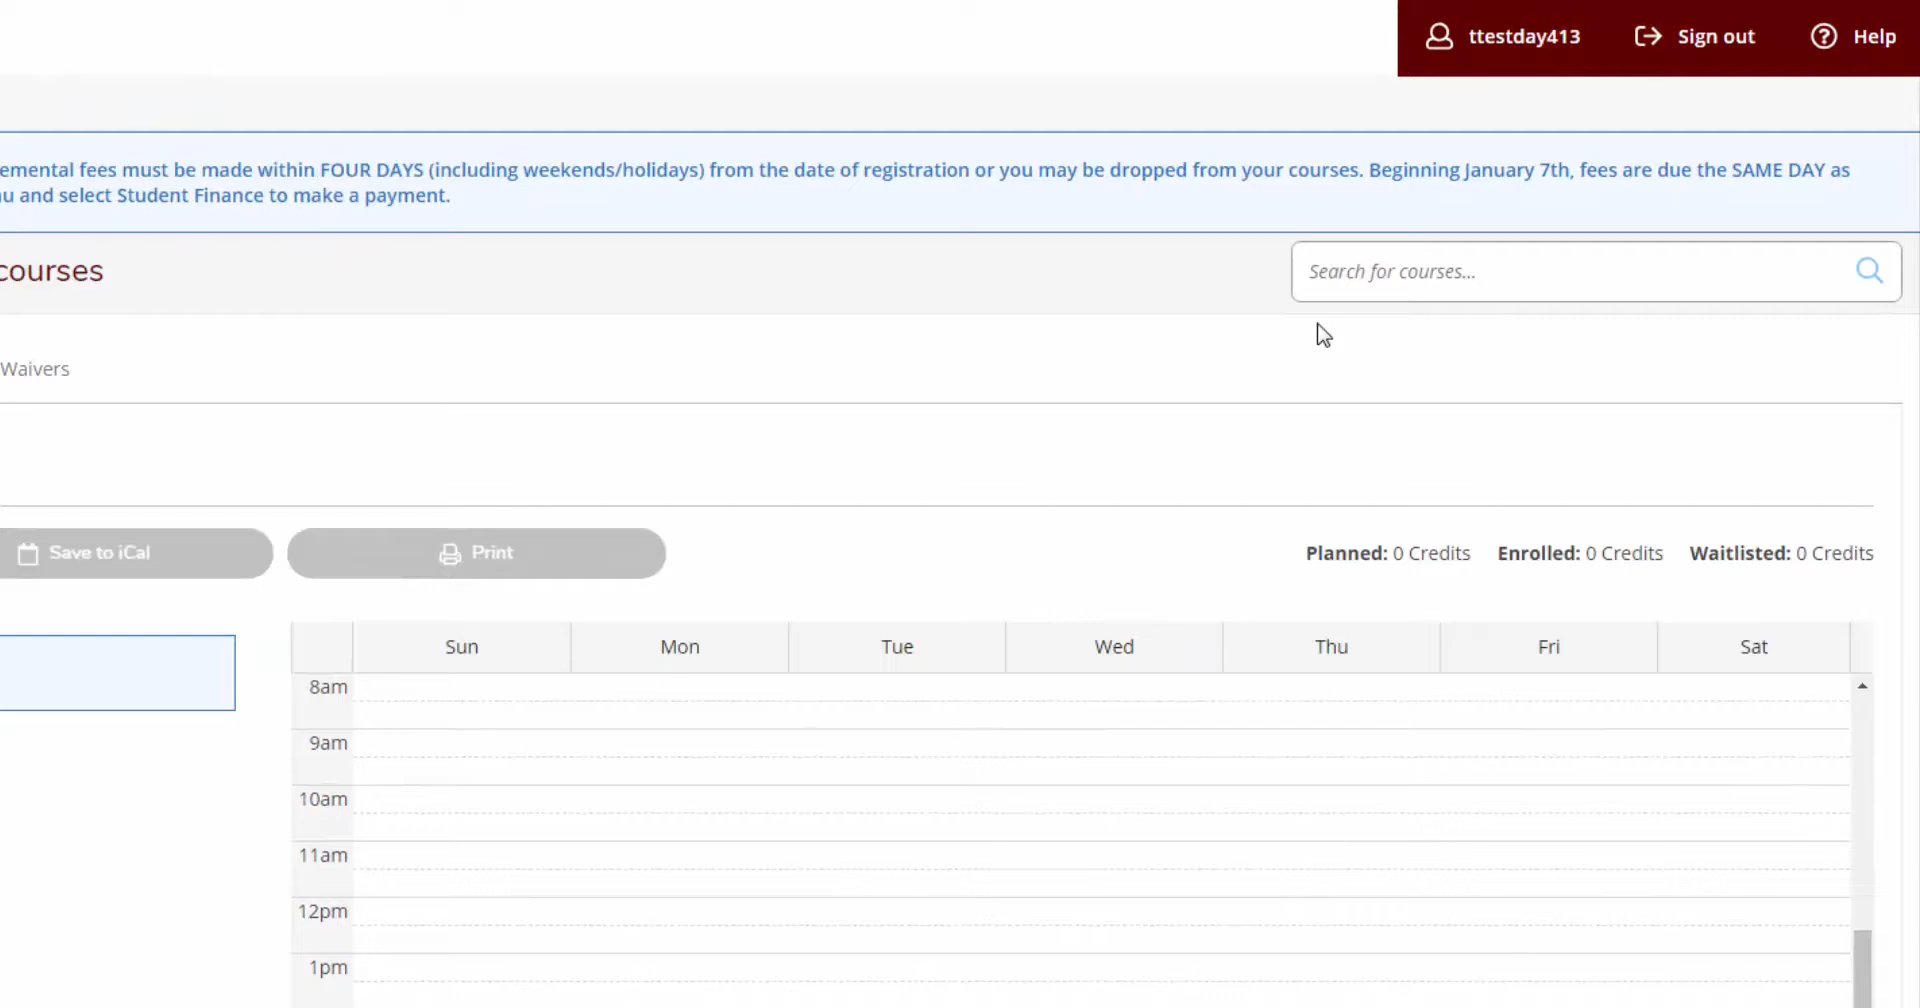 ttestday413 Sign out Help
emental fees must be made within FOUR DAYS (including weekends/holidays) from the date of registration or you may be dropped from your courses. Beginning January 7th, fees are due the SAME DAY as
and select Student Finance to make a payment.
courses
Search for courses...
Waivers
Save to iCal Print Planned: 0 Credits Enrolled: 0 Credits Waitlisted: 0 Credits
Sun Mon Tue Wed Thu Fri Sat
8am
9am
10am
11am
12pm
1pm